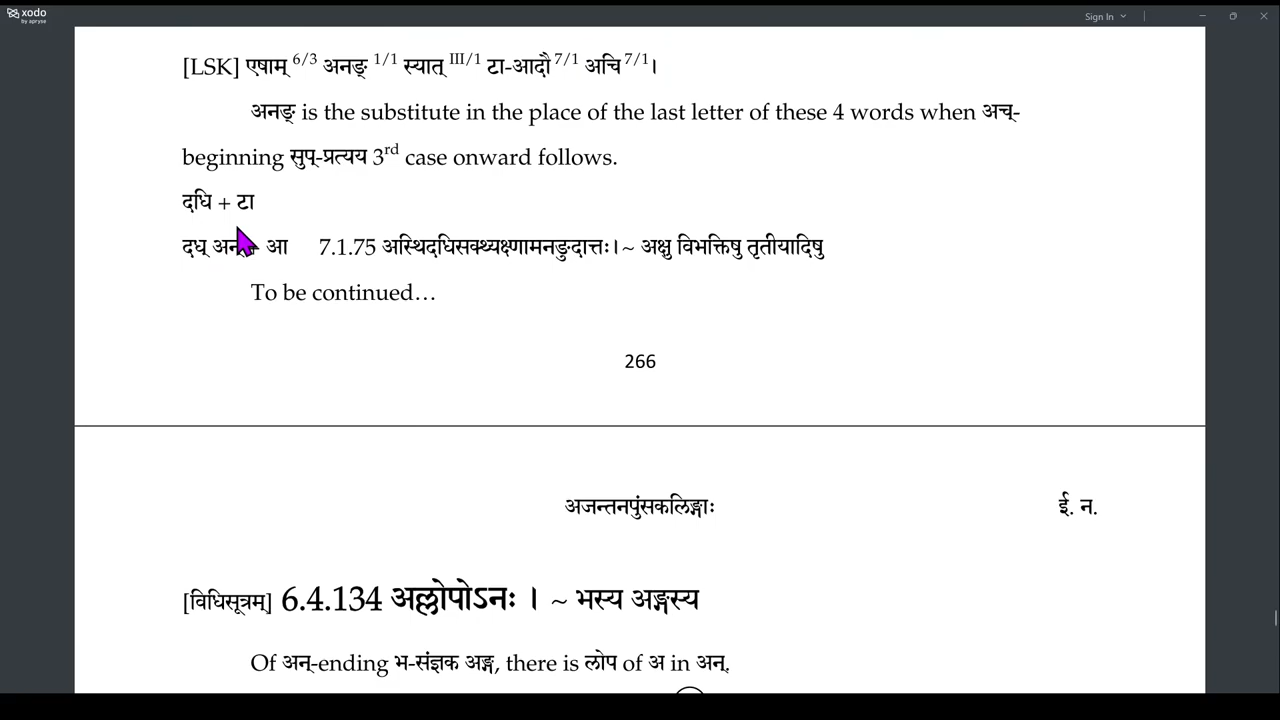 xodo
by apryse
Sign In
[LSK] एषाम् 6/3 अनङ् 1/1 स्यात् III/1 टा-आदौ 7/1 अचि 7/1।
अनङ् is the substitute in the place of the last letter of these 4 words when अच्-
beginning सुप्-प्रत्यय 3rd case onward follows.
दधि + टा
दध् अन् + आ 7.1.75 अस्थिदधिसक्थ्यक्ष्णामनङुदात्तः। ~ अक्षु विभक्तिषु तृतीयादिषु
To be continued…
266
अजन्तनपुंसकलिङ्गाः ई. न.
[विधिसूत्रम्] 6.4.134 अल्लोपोऽनः । ~ भस्य अङ्गस्य
Of अन्-ending भ-संज्ञक अङ्ग, there is लोप of अ in अन्.